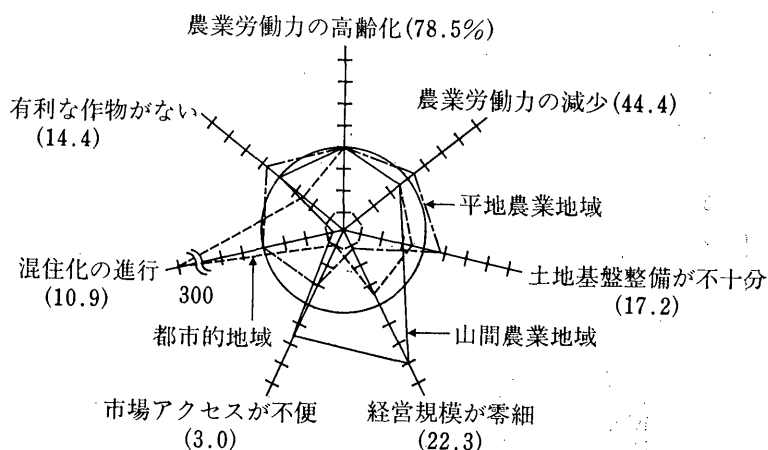 農業労働力の高齢化(78.5%)
農業労働力の減少(44.4)
有利な作物がない
(14.4)
平地農業地域
土地基盤整備が不十分
(17.2)
混住化の進行
(10.9)
300
都市的地域
山間農業地域
市場アクセスが不便
(3.0)
経営規模が零細
(22.3)